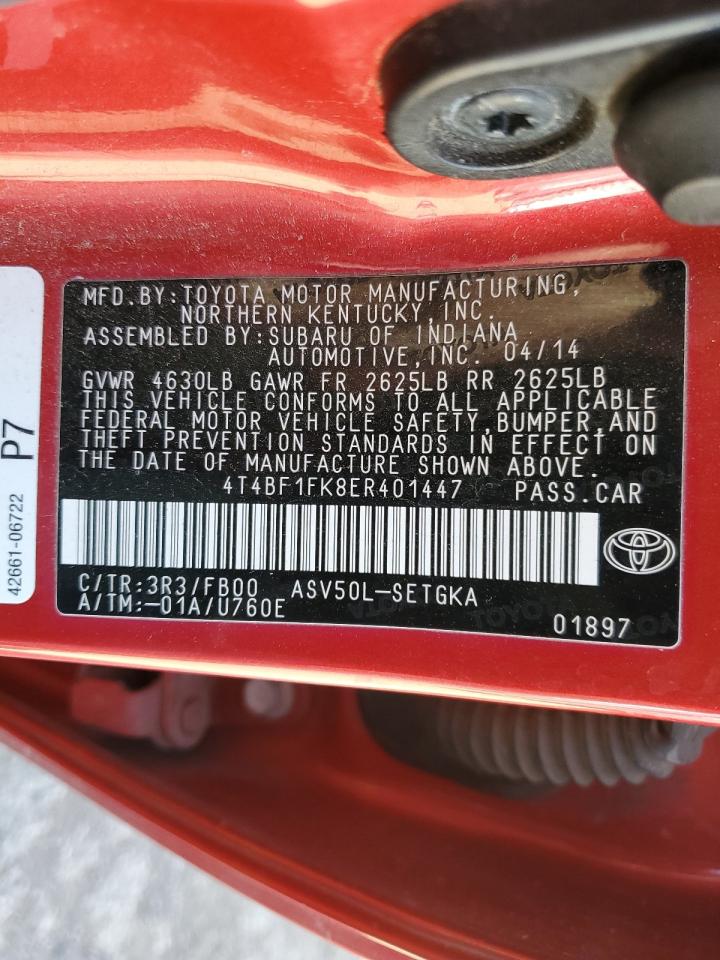 MFD.BY:TOYOTA MOTOR MANUFACTURING,
NORTHERN KENTUCKY,INC.
ASSEMBLED BY:SUBARU OF INDIANA
AUTOMOTIVE,INC. 04/14
GVWR 4630LB GAWR FR 2625LB RR 2625LB
THIS VEHICLE CONFORMS TO ALL APPLICABLE
FEDERAL MOTOR VEHICLE SAFETY,BUMPER,AND
THEFT PREVENTION STANDARDS IN EFFECT ON
THE DATE OF MANUFACTURE SHOWN ABOVE.
4T4BF1FK8ER401447 PASS.CAR
C/TR:3R3/FB00 ASV50L-SETGKA
A/TM:-01A/U760E
01897
P7
42661-06722
TOYOTA
TOYOTA